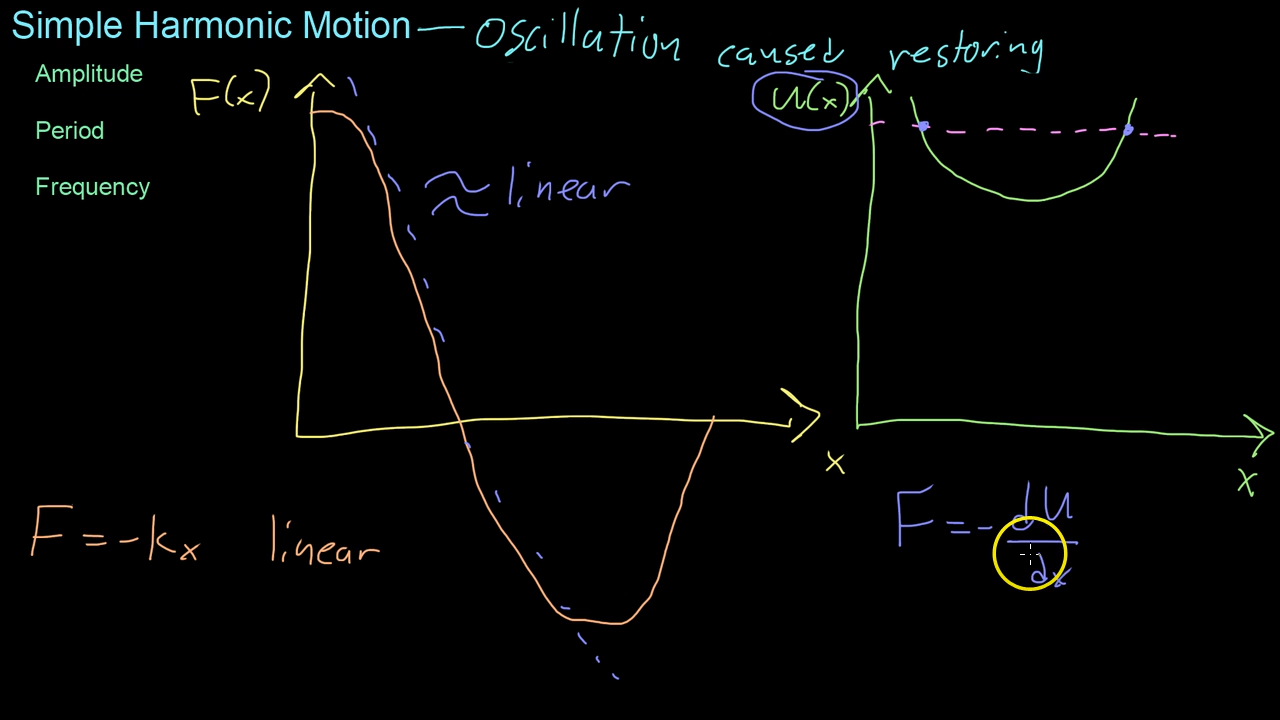 Simple Harmonic Motion — Oscillation caused restoring
Amplitude
Period
Frequency
F(x)
≈ linear
x
F = -kx linear
U(x)
x
F = - dU/dx